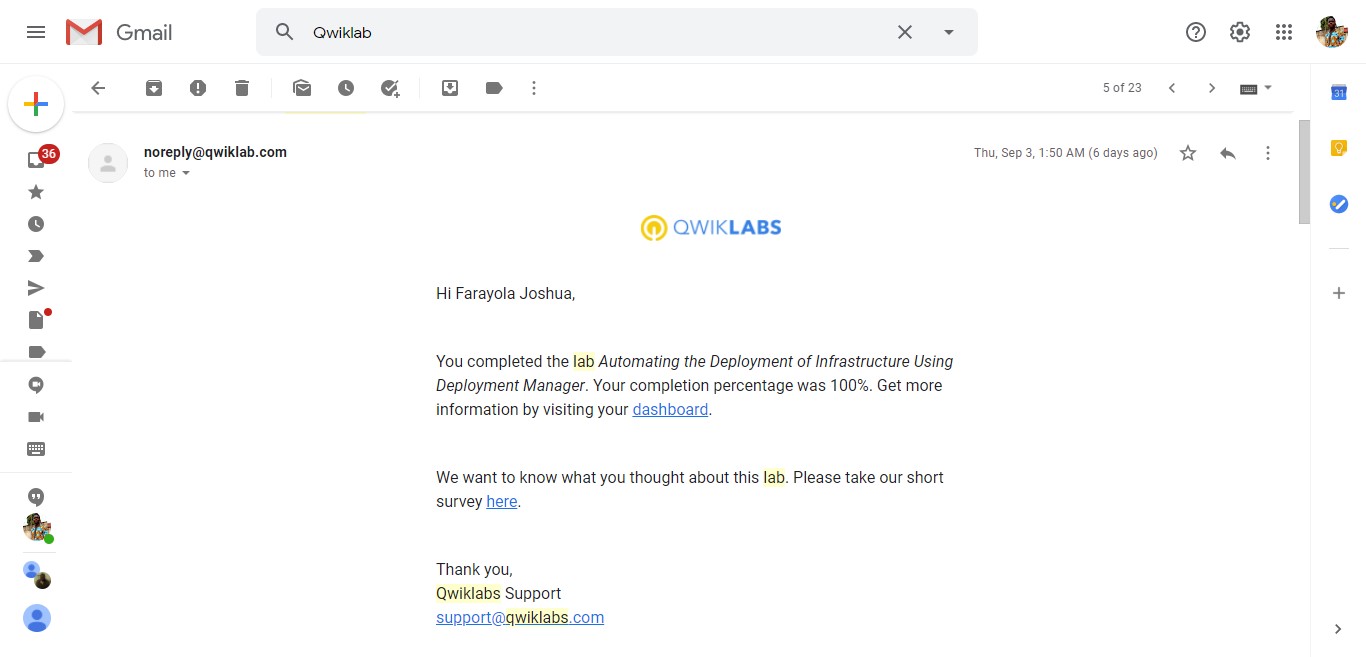 Gmail
Qwiklab
5 of 23
36
noreply@qwiklab.com
Thu, Sep 3, 1:50 AM (6 days ago)
to me
31
QWIKLABS
Hi Farayola Joshua,
You completed the lab Automating the Deployment of Infrastructure Using
Deployment Manager. Your completion percentage was 100%. Get more
information by visiting your dashboard.
We want to know what you thought about this lab. Please take our short
survey here.
Thank you,
Qwiklabs Support
support@qwiklabs.com